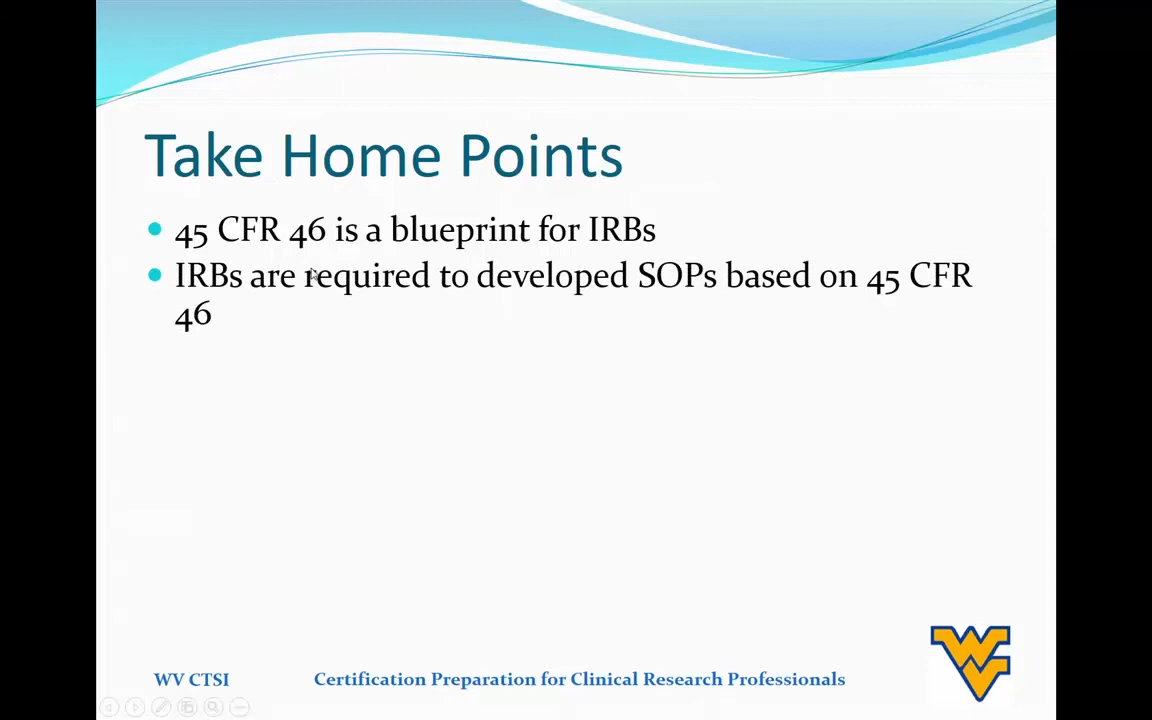 Take Home Points
45 CFR 46 is a blueprint for IRBs
IRBs are required to developed SOPs based on 45 CFR
46
WV CTSI
Certification Preparation for Clinical Research Professionals
WV